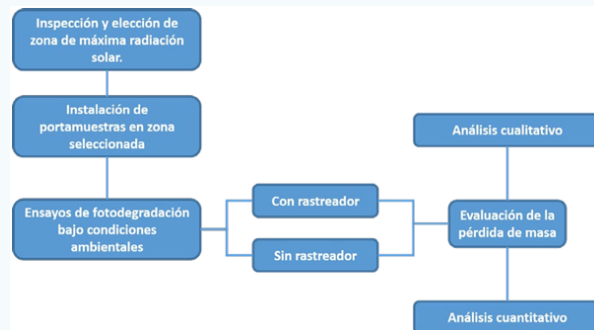 Inspección y elección de
zona de máxima radiación
solar.
Instalación de
portamuestras en zona
seleccionada
Ensayos de fotodegradación
bajo condiciones
ambientales
Con rastreador
Sin rastreador
Análisis cualitativo
Evaluación de la
pérdida de masa
Análisis cuantitativo